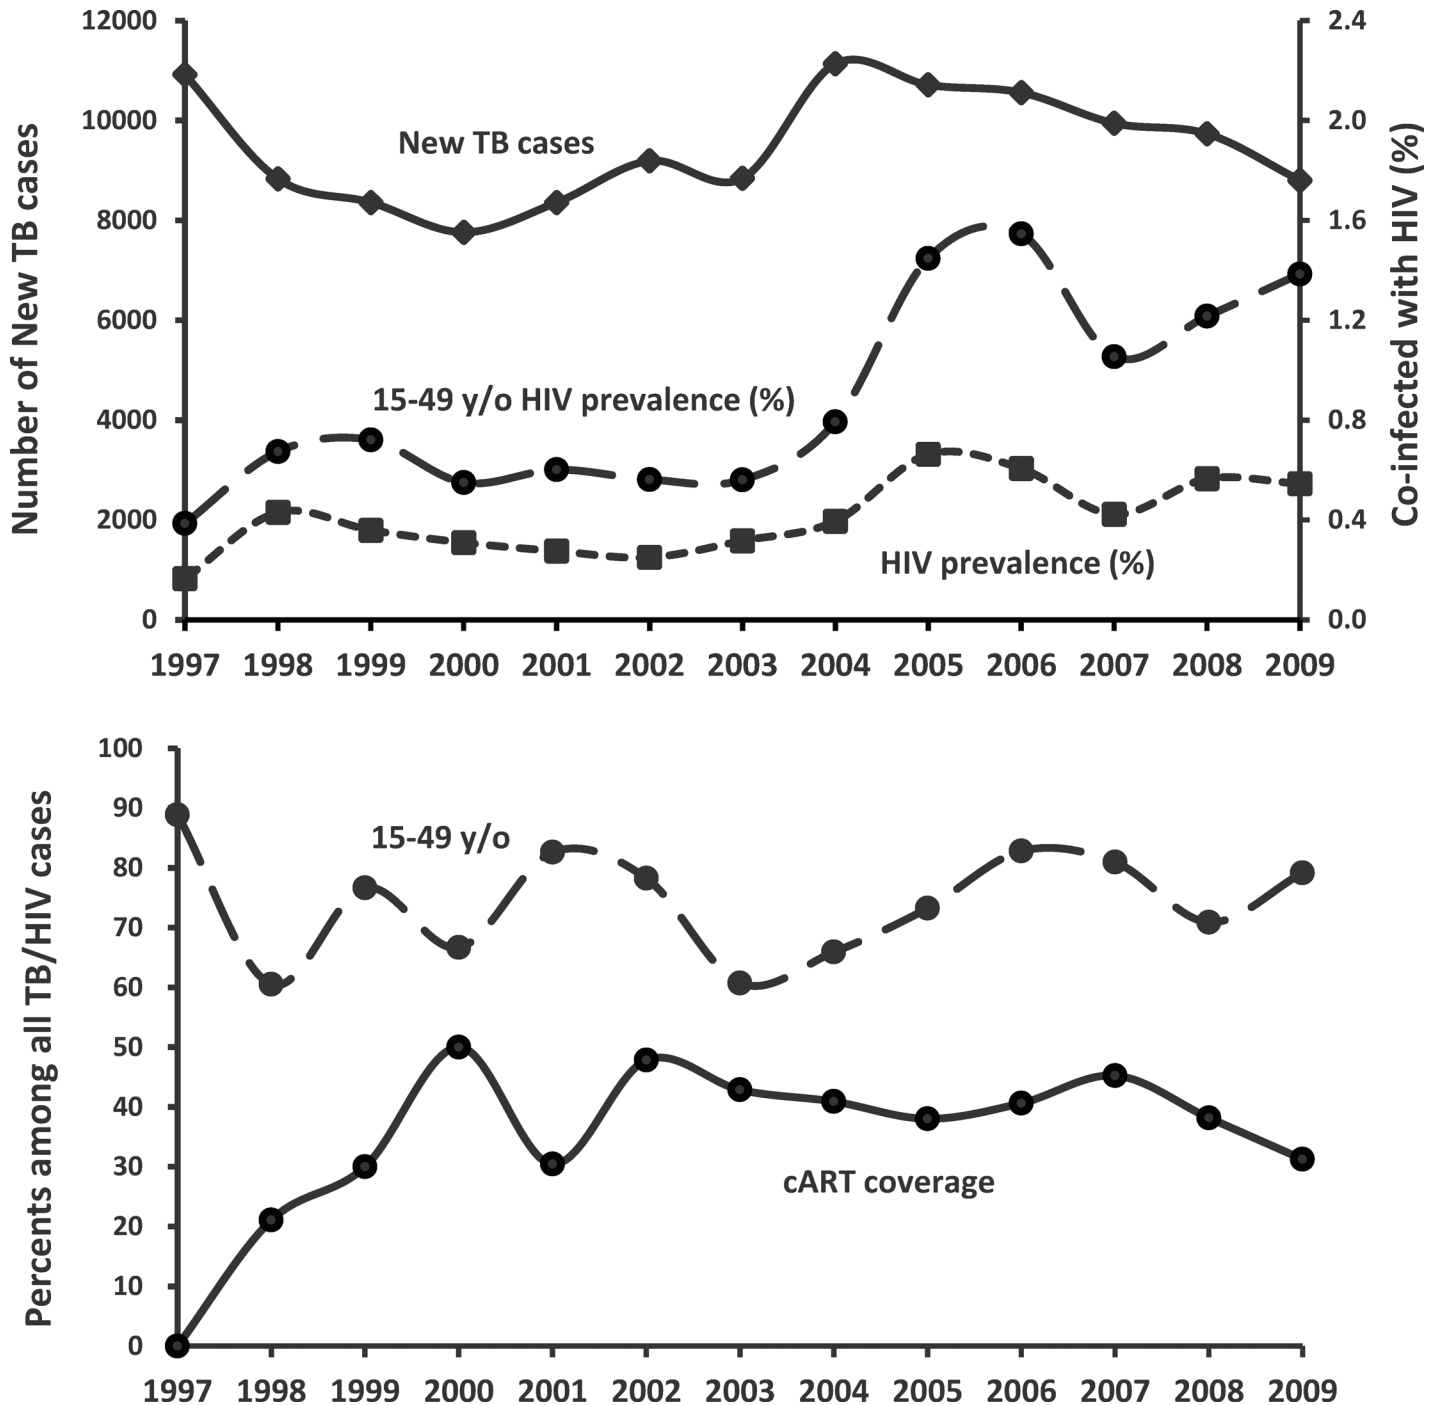 Number of New TB cases
12000
10000
8000
6000
4000
2000
0
New TB cases
15-49 y/o HIV prevalence (%)
HIV prevalence (%)
2.4
2.0
1.6
1.2
0.8
0.4
0.0
Co-infected with HIV (%)
1997 1998 1999 2000 2001 2002 2003 2004 2005 2006 2007 2008 2009
Percents among all TB/HIV cases
100
90
80
70
60
50
40
30
20
10
0
15-49 y/o
cART coverage
1997 1998 1999 2000 2001 2002 2003 2004 2005 2006 2007 2008 2009